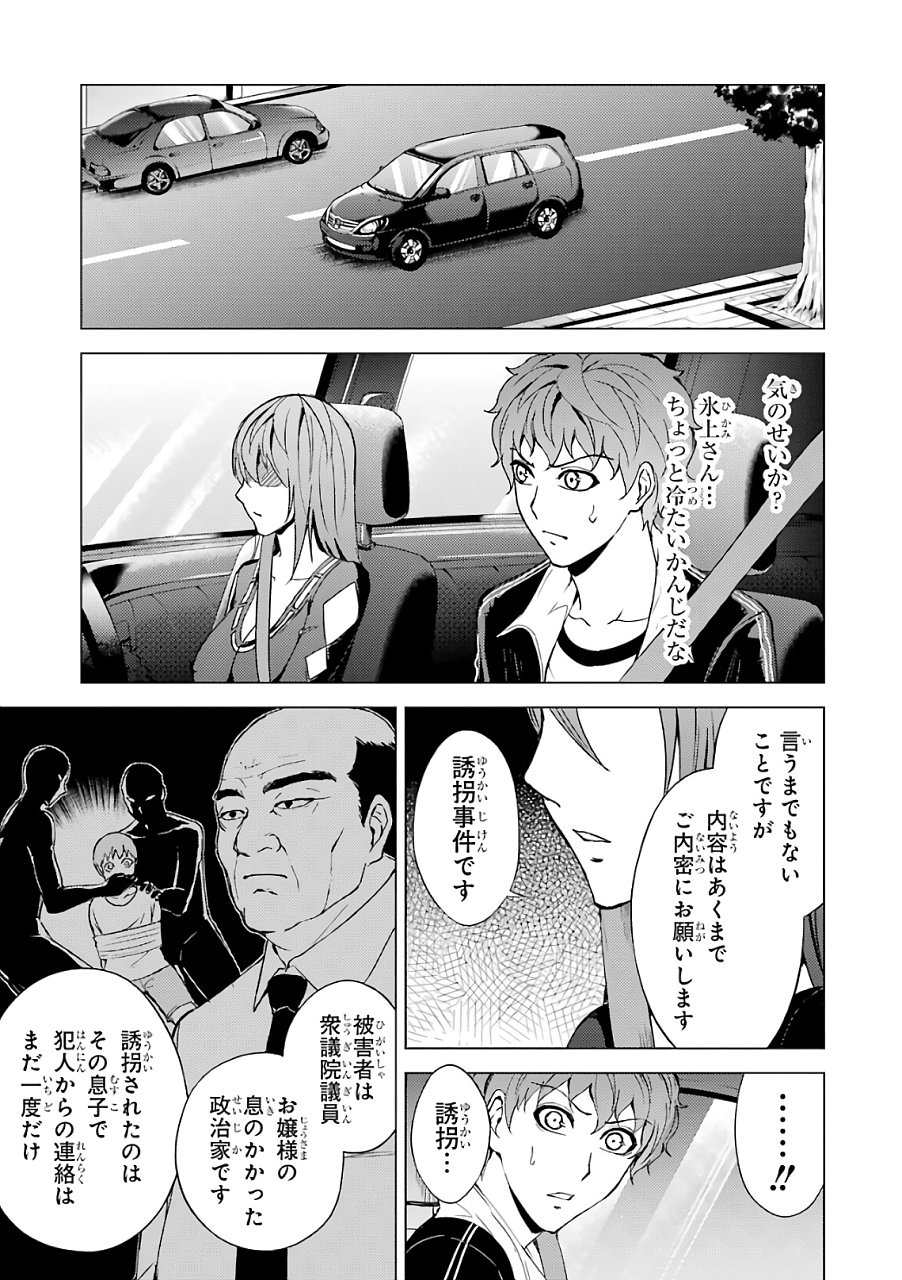 気のせいか?
氷上さん…
ちょっと冷たいかんじだな
言うまでもない
ことですが
内容はあくまで
ご内密にお願いします
誘拐事件です
……!!
誘拐…
被害者は
衆議院議員
お嬢様の
息のかかった
政治家です
誘拐されたのは
その息子で
犯人からの連絡は
まだ一度だけ